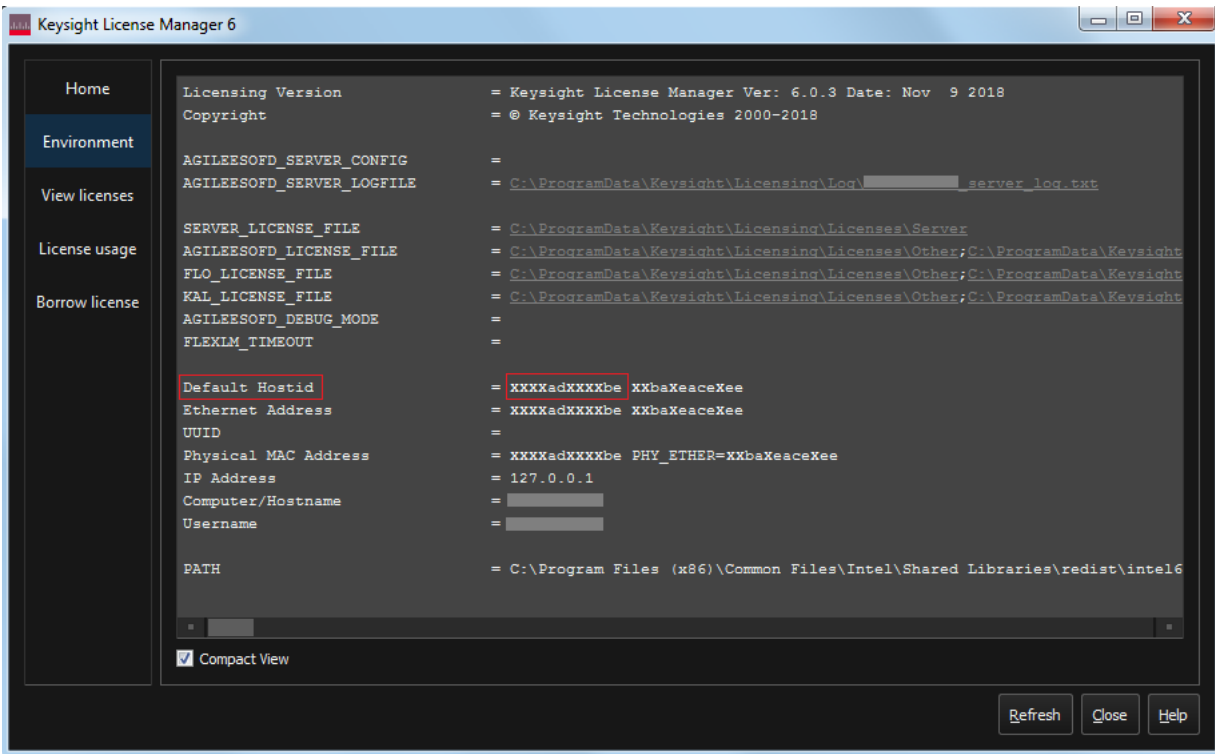 Keysight License Manager 6
Home
Environment
View licenses
License usage
Borrow license
Licensing Version = Keysight License Manager Ver: 6.0.3 Date: Nov 9 2018
Copyright = © Keysight Technologies 2000-2018
AGILEESOFD_SERVER_CONFIG =
AGILEESOFD_SERVER_LOGFILE = C:\ProgramData\Keysight\Licensing\Log\ _server_log.txt
SERVER_LICENSE_FILE = C:\ProgramData\Keysight\Licensing\Licenses\Server
AGILEESOFD_LICENSE_FILE = C:\ProgramData\Keysight\Licensing\Licenses\Other;C:\ProgramData\Keysight
FLO_LICENSE_FILE = C:\ProgramData\Keysight\Licensing\Licenses\Other;C:\ProgramData\Keysight
KAL_LICENSE_FILE = C:\ProgramData\Keysight\Licensing\Licenses\Other;C:\ProgramData\Keysight
AGILEESOFD_DEBUG_MODE =
FLEXLM_TIMEOUT =
Default Hostid = XXXXadXXXXbe XXbaXeaceXee
Ethernet Address = XXXXadXXXXbe XXbaXeaceXee
UUID =
Physical MAC Address = XXXXadXXXXbe PHY_ETHER=XXbaXeaceXee
IP Address = 127.0.0.1
Computer/Hostname =
Username =
PATH = C:\Program Files (x86)\Common Files\Intel\Shared Libraries\redist\intel6
Compact View
Refresh
Close
Help